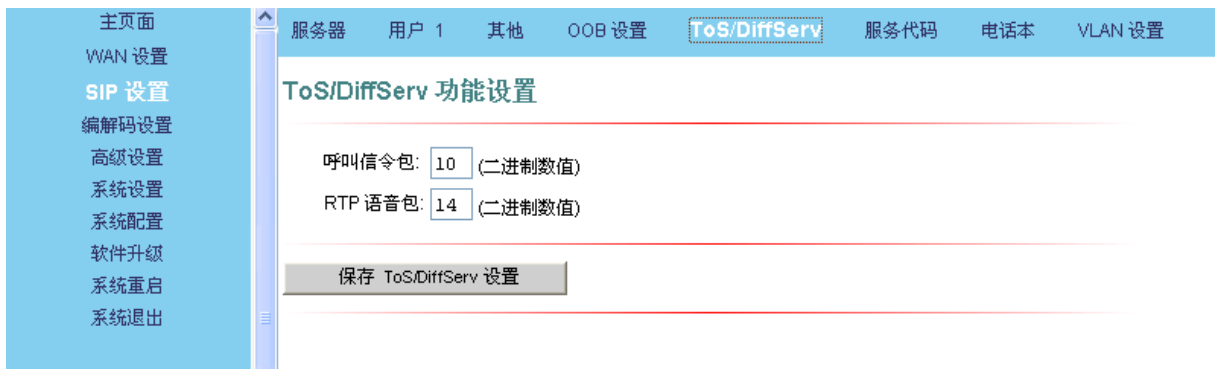 主页面
WAN 设置
SIP 设置
编解码设置
高级设置
系统设置
系统配置
软件升级
系统重启
系统退出
服务器 用户 1 其他 OOB 设置 ToS/DiffServ 服务代码 电话本 VLAN 设置
ToS/DiffServ 功能设置
呼叫信令包: 10 (二进制数值)
RTP 语音包: 14 (二进制数值)
保存 ToS/DiffServ 设置